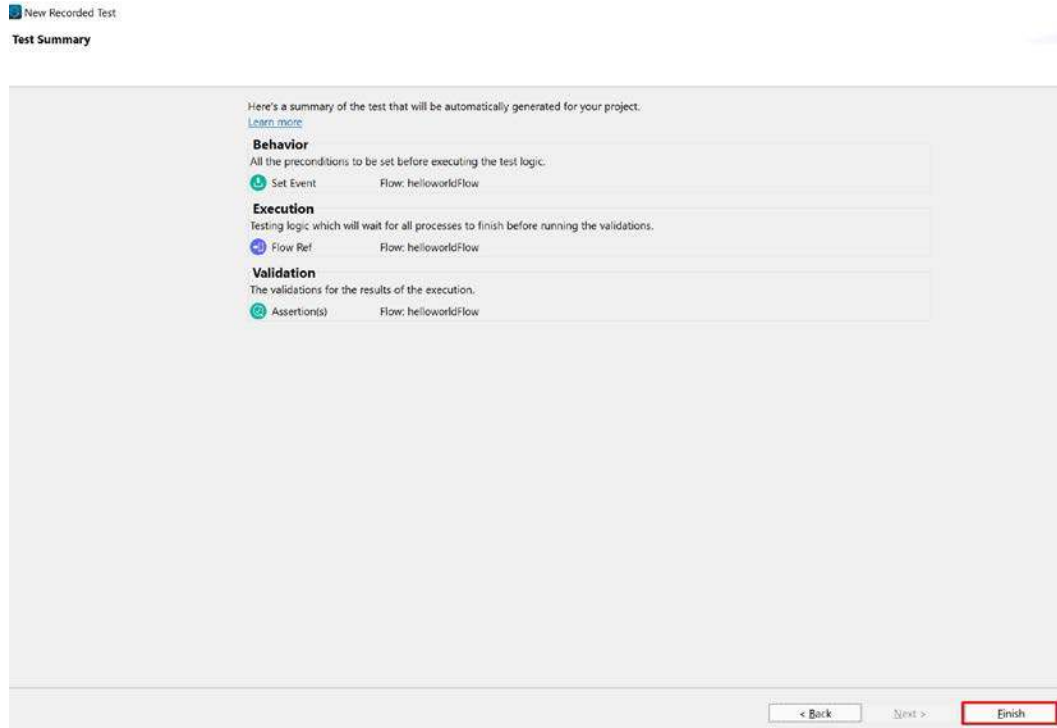 New Recorded Test
Test Summary
Here's a summary of the test that will be automatically generated for your project.
Learn more
Behavior
All the preconditions to be set before executing the test logic.
Set Event Flow: helloworldFlow
Execution
Testing logic which will wait for all processes to finish before running the validations.
Flow Ref Flow: helloworldFlow
Validation
The validations for the results of the execution.
Assertion(s) Flow: helloworldFlow
< Back Next > Finish